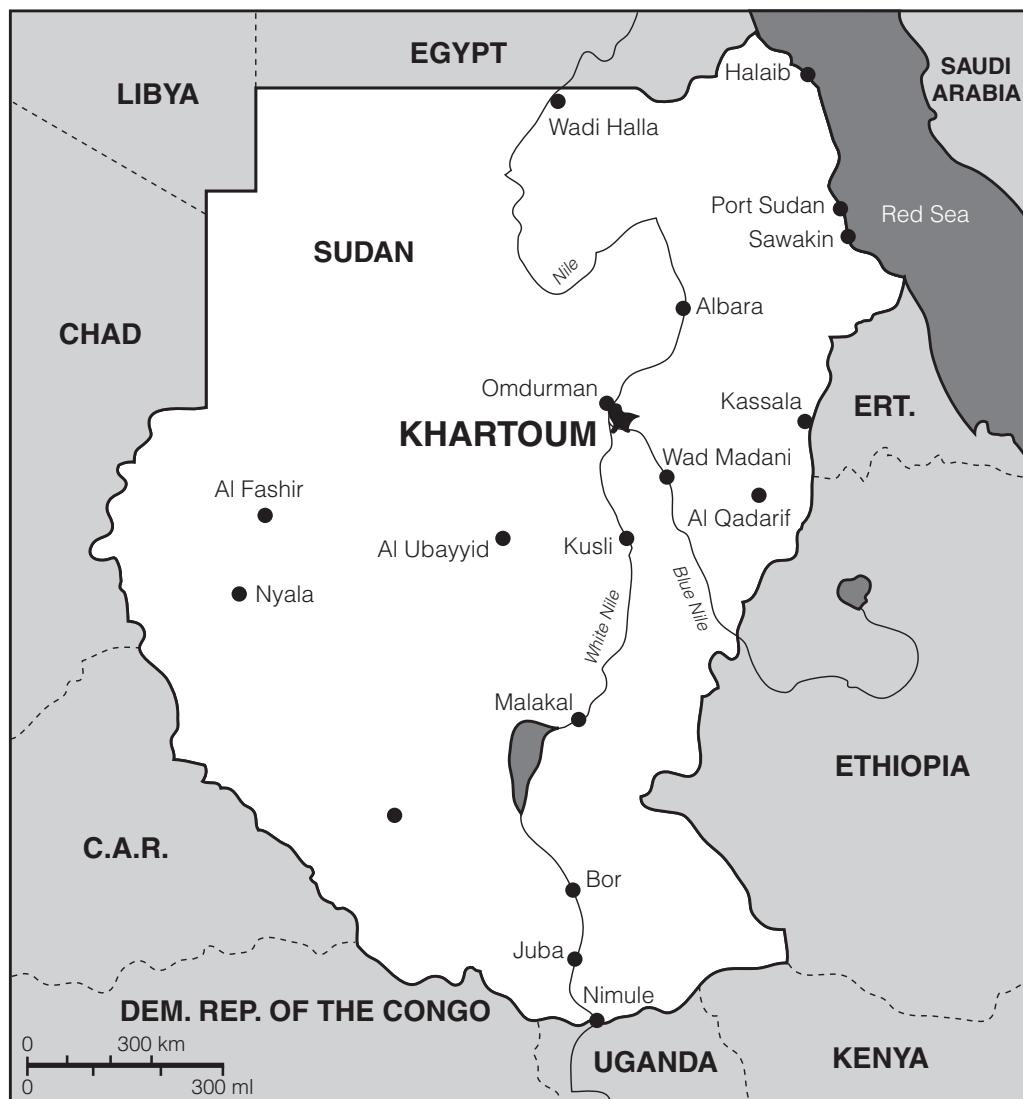 EGYPT
LIBYA
SAUDI
ARABIA
Halaib
Wadi Halla
Port Sudan
Red Sea
Sawakin
SUDAN
Nile
Albara
CHAD
Omdurman
Kassala
ERT.
KHARTOUM
Wad Madani
Al Fashir
Al Qadarif
Al Ubayyid
Kusli
Nyala
Blue Nile
White Nile
Malakal
ETHIOPIA
C.A.R.
Bor
Juba
Nimule
DEM. REP. OF THE CONGO
UGANDA
KENYA
0 300 km
0 300 ml